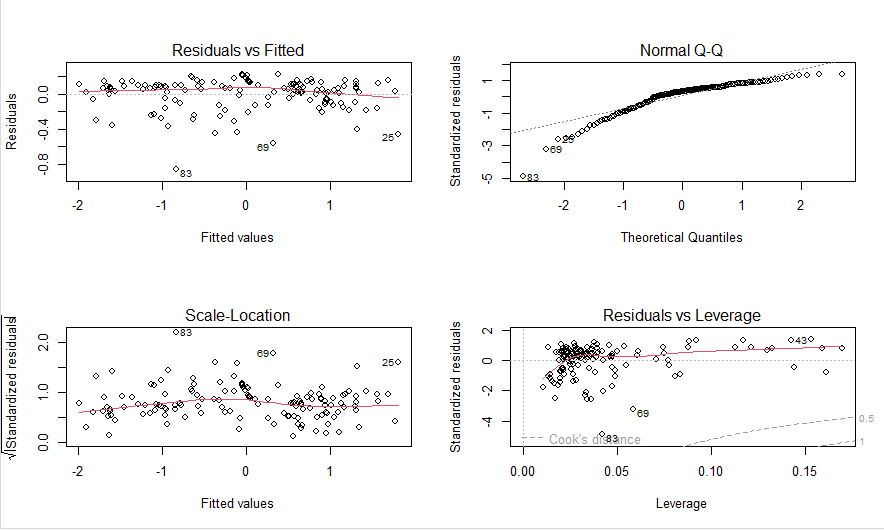 Residuals vs Fitted
Residuals
0.0
-0.4
-0.8
83
69
25
-2 -1 0 1
Fitted values
Normal Q-Q
Standardized residuals
1
-1
-3
-5
83
69
25
-2 -1 0 1 2
Theoretical Quantiles
Scale-Location
√|Standardized residuals|
2.0
1.0
0.0
83
69
25
-2 -1 0 1
Fitted values
Residuals vs Leverage
Standardized residuals
2
0
-2
-4
43
69
83
Cook's distance
0.5
1
0.00 0.05 0.10 0.15
Leverage